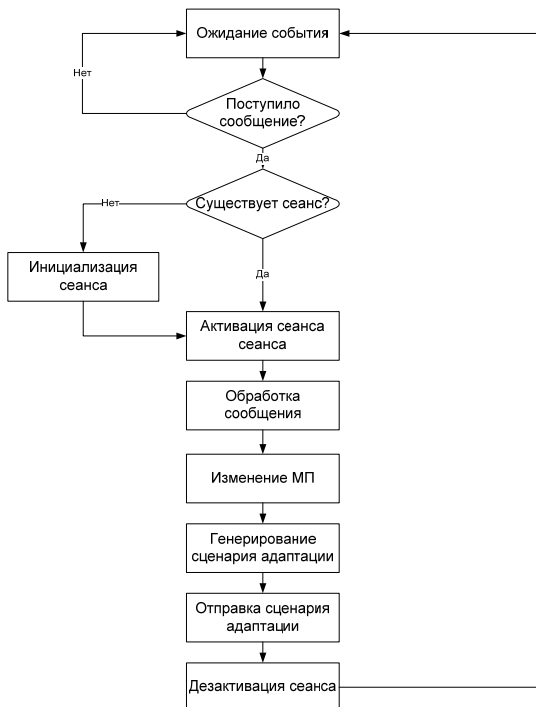 Ожидание события
Нет
Поступило
сообщение?
Да
Существует сеанс?
Нет
Инициализация
сеанса
Да
Активация сеанса
сеанса
Обработка
сообщения
Изменение МП
Генерирование
сценария адаптации
Отправка сценария
адаптации
Дезактивация сеанса